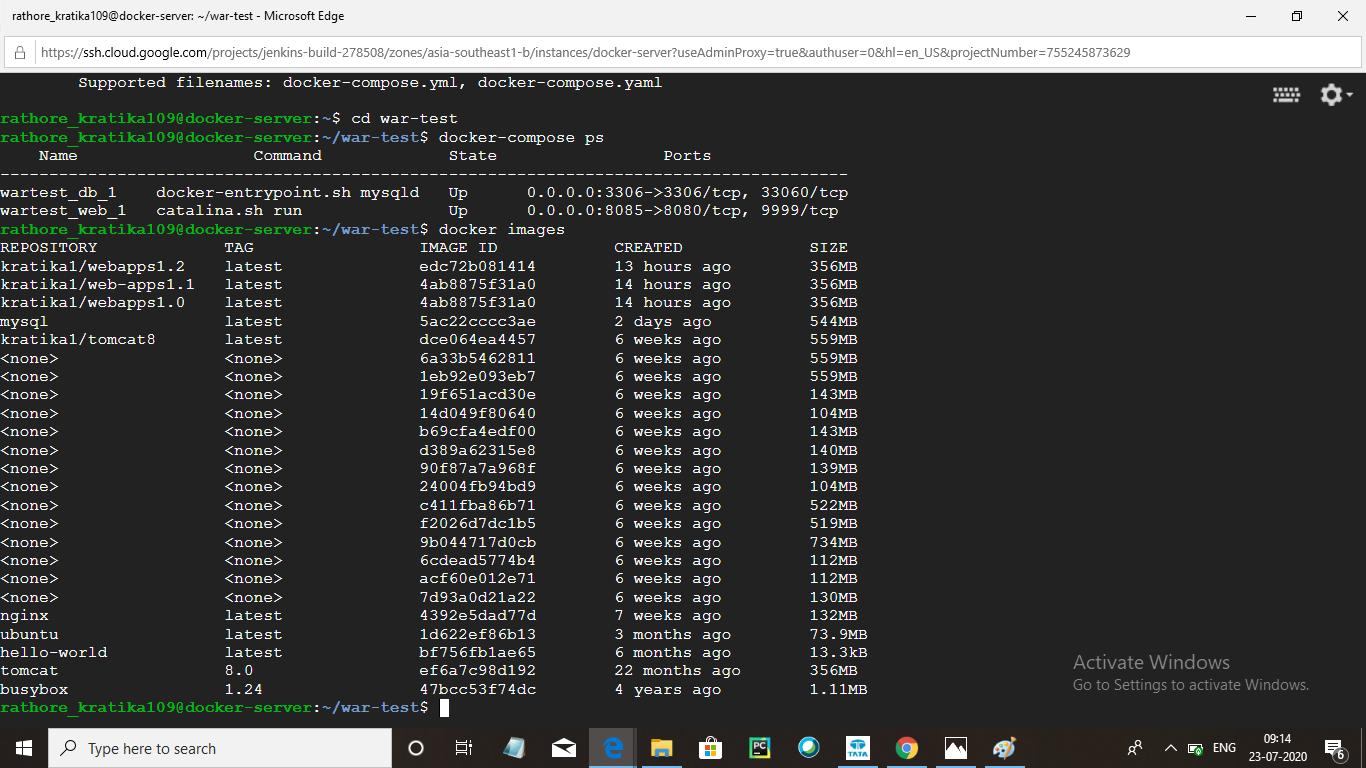 rathore_kratika109@docker-server: ~/war-test - Microsoft Edge
https://ssh.cloud.google.com/projects/jenkins-build-278508/zones/asia-southeast1-b/instances/docker-server?useAdminProxy=true&authuser=0&hl=en_US&projectNumber=755245873629
Supported filenames: docker-compose.yml, docker-compose.yaml
rathore_kratika109@docker-server:~$ cd war-test
rathore_kratika109@docker-server:~/war-test$ docker-compose ps
Name Command State Ports
---------------------------------------------------------------------------------------
wartest_db_1 docker-entrypoint.sh mysqld Up 0.0.0.0:3306->3306/tcp, 33060/tcp
wartest_web_1 catalina.sh run Up 0.0.0.0:8085->8080/tcp, 9999/tcp
rathore_kratika109@docker-server:~/war-test$ docker images
REPOSITORY TAG IMAGE ID CREATED SIZE
kratika1/webapps1.2 latest edc72b081414 13 hours ago 356MB
kratika1/web-apps1.1 latest 4ab8875f31a0 14 hours ago 356MB
kratika1/webapps1.0 latest 4ab8875f31a0 14 hours ago 356MB
mysql latest 5ac22cccc3ae 2 days ago 544MB
kratika1/tomcat8 latest dce064ea4457 6 weeks ago 559MB
<none> <none> 6a33b5462811 6 weeks ago 559MB
<none> <none> 1eb92e093eb7 6 weeks ago 559MB
<none> <none> 19f651acd30e 6 weeks ago 143MB
<none> <none> 14d049f80640 6 weeks ago 104MB
<none> <none> b69cfa4edf00 6 weeks ago 143MB
<none> <none> d389a62315e8 6 weeks ago 140MB
<none> <none> 90f87a7a968f 6 weeks ago 139MB
<none> <none> 24004fb94bd9 6 weeks ago 104MB
<none> <none> c411fba86b71 6 weeks ago 522MB
<none> <none> f2026d7dc1b5 6 weeks ago 519MB
<none> <none> 9b044717d0cb 6 weeks ago 734MB
<none> <none> 6cdead5774b4 6 weeks ago 112MB
<none> <none> acf60e012e71 6 weeks ago 112MB
<none> <none> 7d93a0d21a22 6 weeks ago 130MB
nginx latest 4392e5dad77d 7 weeks ago 132MB
ubuntu latest 1d622ef86b13 3 months ago 73.9MB
hello-world latest bf756fb1ae65 6 months ago 13.3kB
tomcat 8.0 ef6a7c98d192 22 months ago 356MB
busybox 1.24 47bcc53f74dc 4 years ago 1.11MB
rathore_kratika109@docker-server:~/war-test$
Activate Windows
Go to Settings to activate Windows.
Type here to search
PC
TATA
ENG
09:14
23-07-2020
6